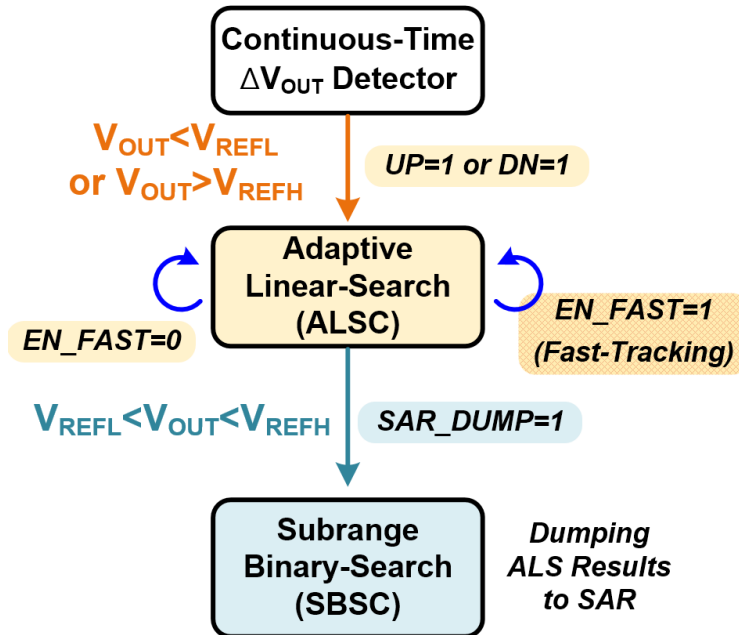 Continuous-Time
ΔVOUT Detector
VOUT<VREFL
or VOUT>VREFH
UP=1 or DN=1
Adaptive
Linear-Search
(ALSC)
EN_FAST=0
EN_FAST=1
(Fast-Tracking)
VREFL<VOUT<VREFH
SAR_DUMP=1
Subrange
Binary-Search
(SBSC)
Dumping
ALS Results
to SAR